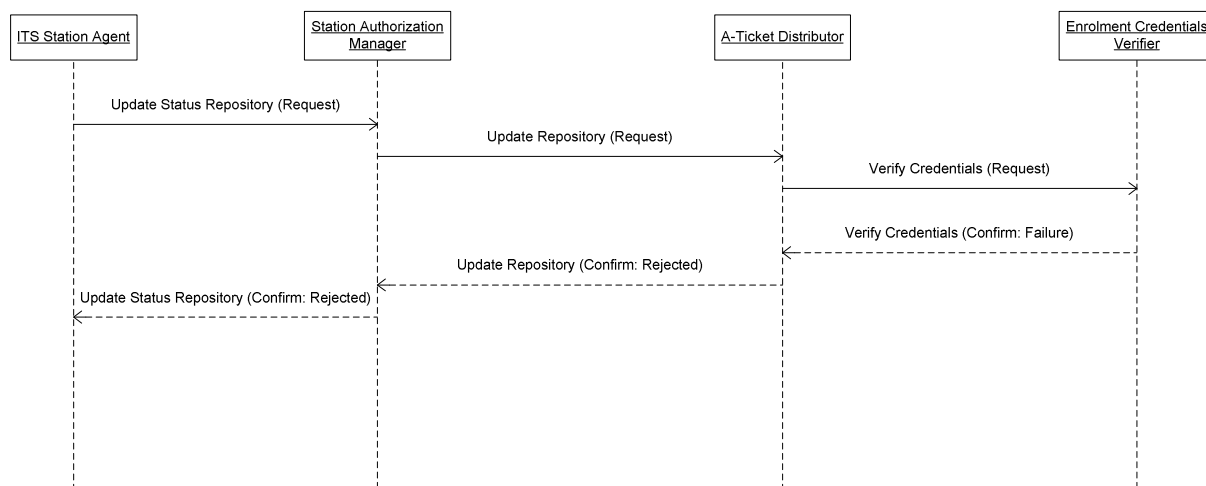 ITS Station Agent
Station Authorization
Manager
A-Ticket Distributor
Enrolment Credentials
Verifier
Update Status Repository (Request)
Update Repository (Request)
Verify Credentials (Request)
Verify Credentials (Confirm: Failure)
Update Repository (Confirm: Rejected)
Update Status Repository (Confirm: Rejected)